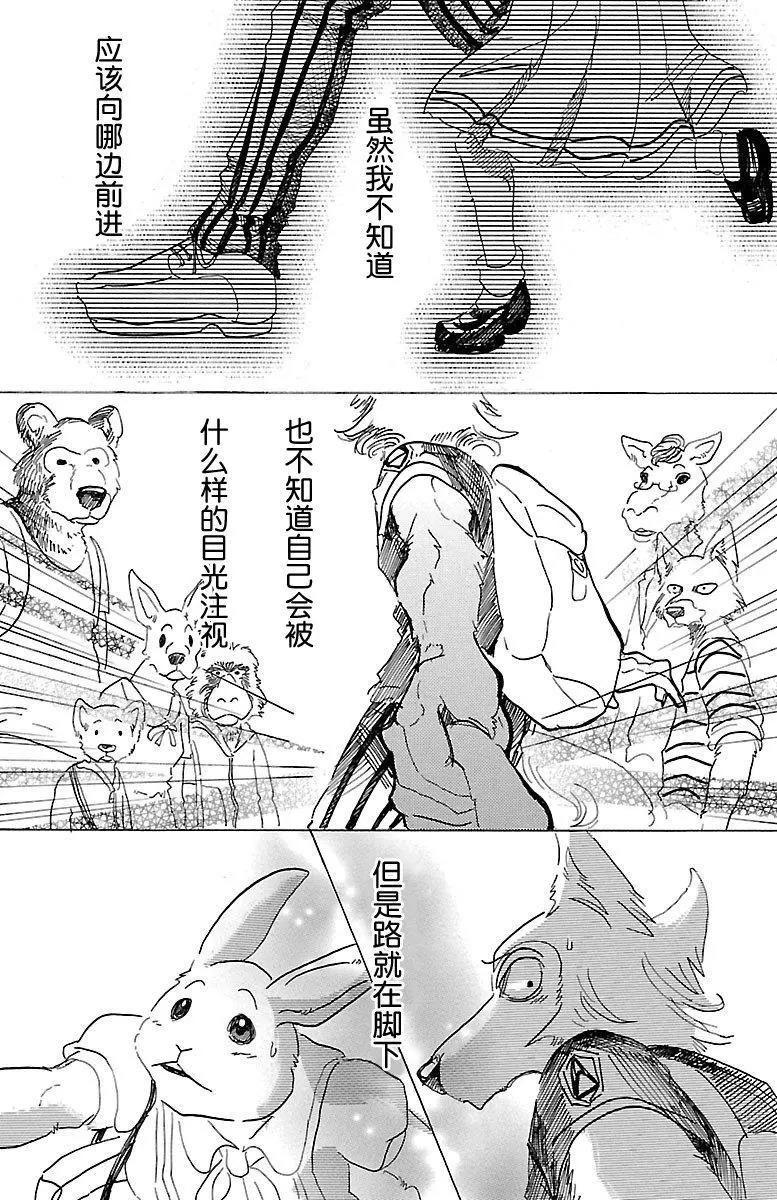 虽然我不知道
应该向哪边前进
也不知道自己会被
什么样的目光注视
但是路就在脚下